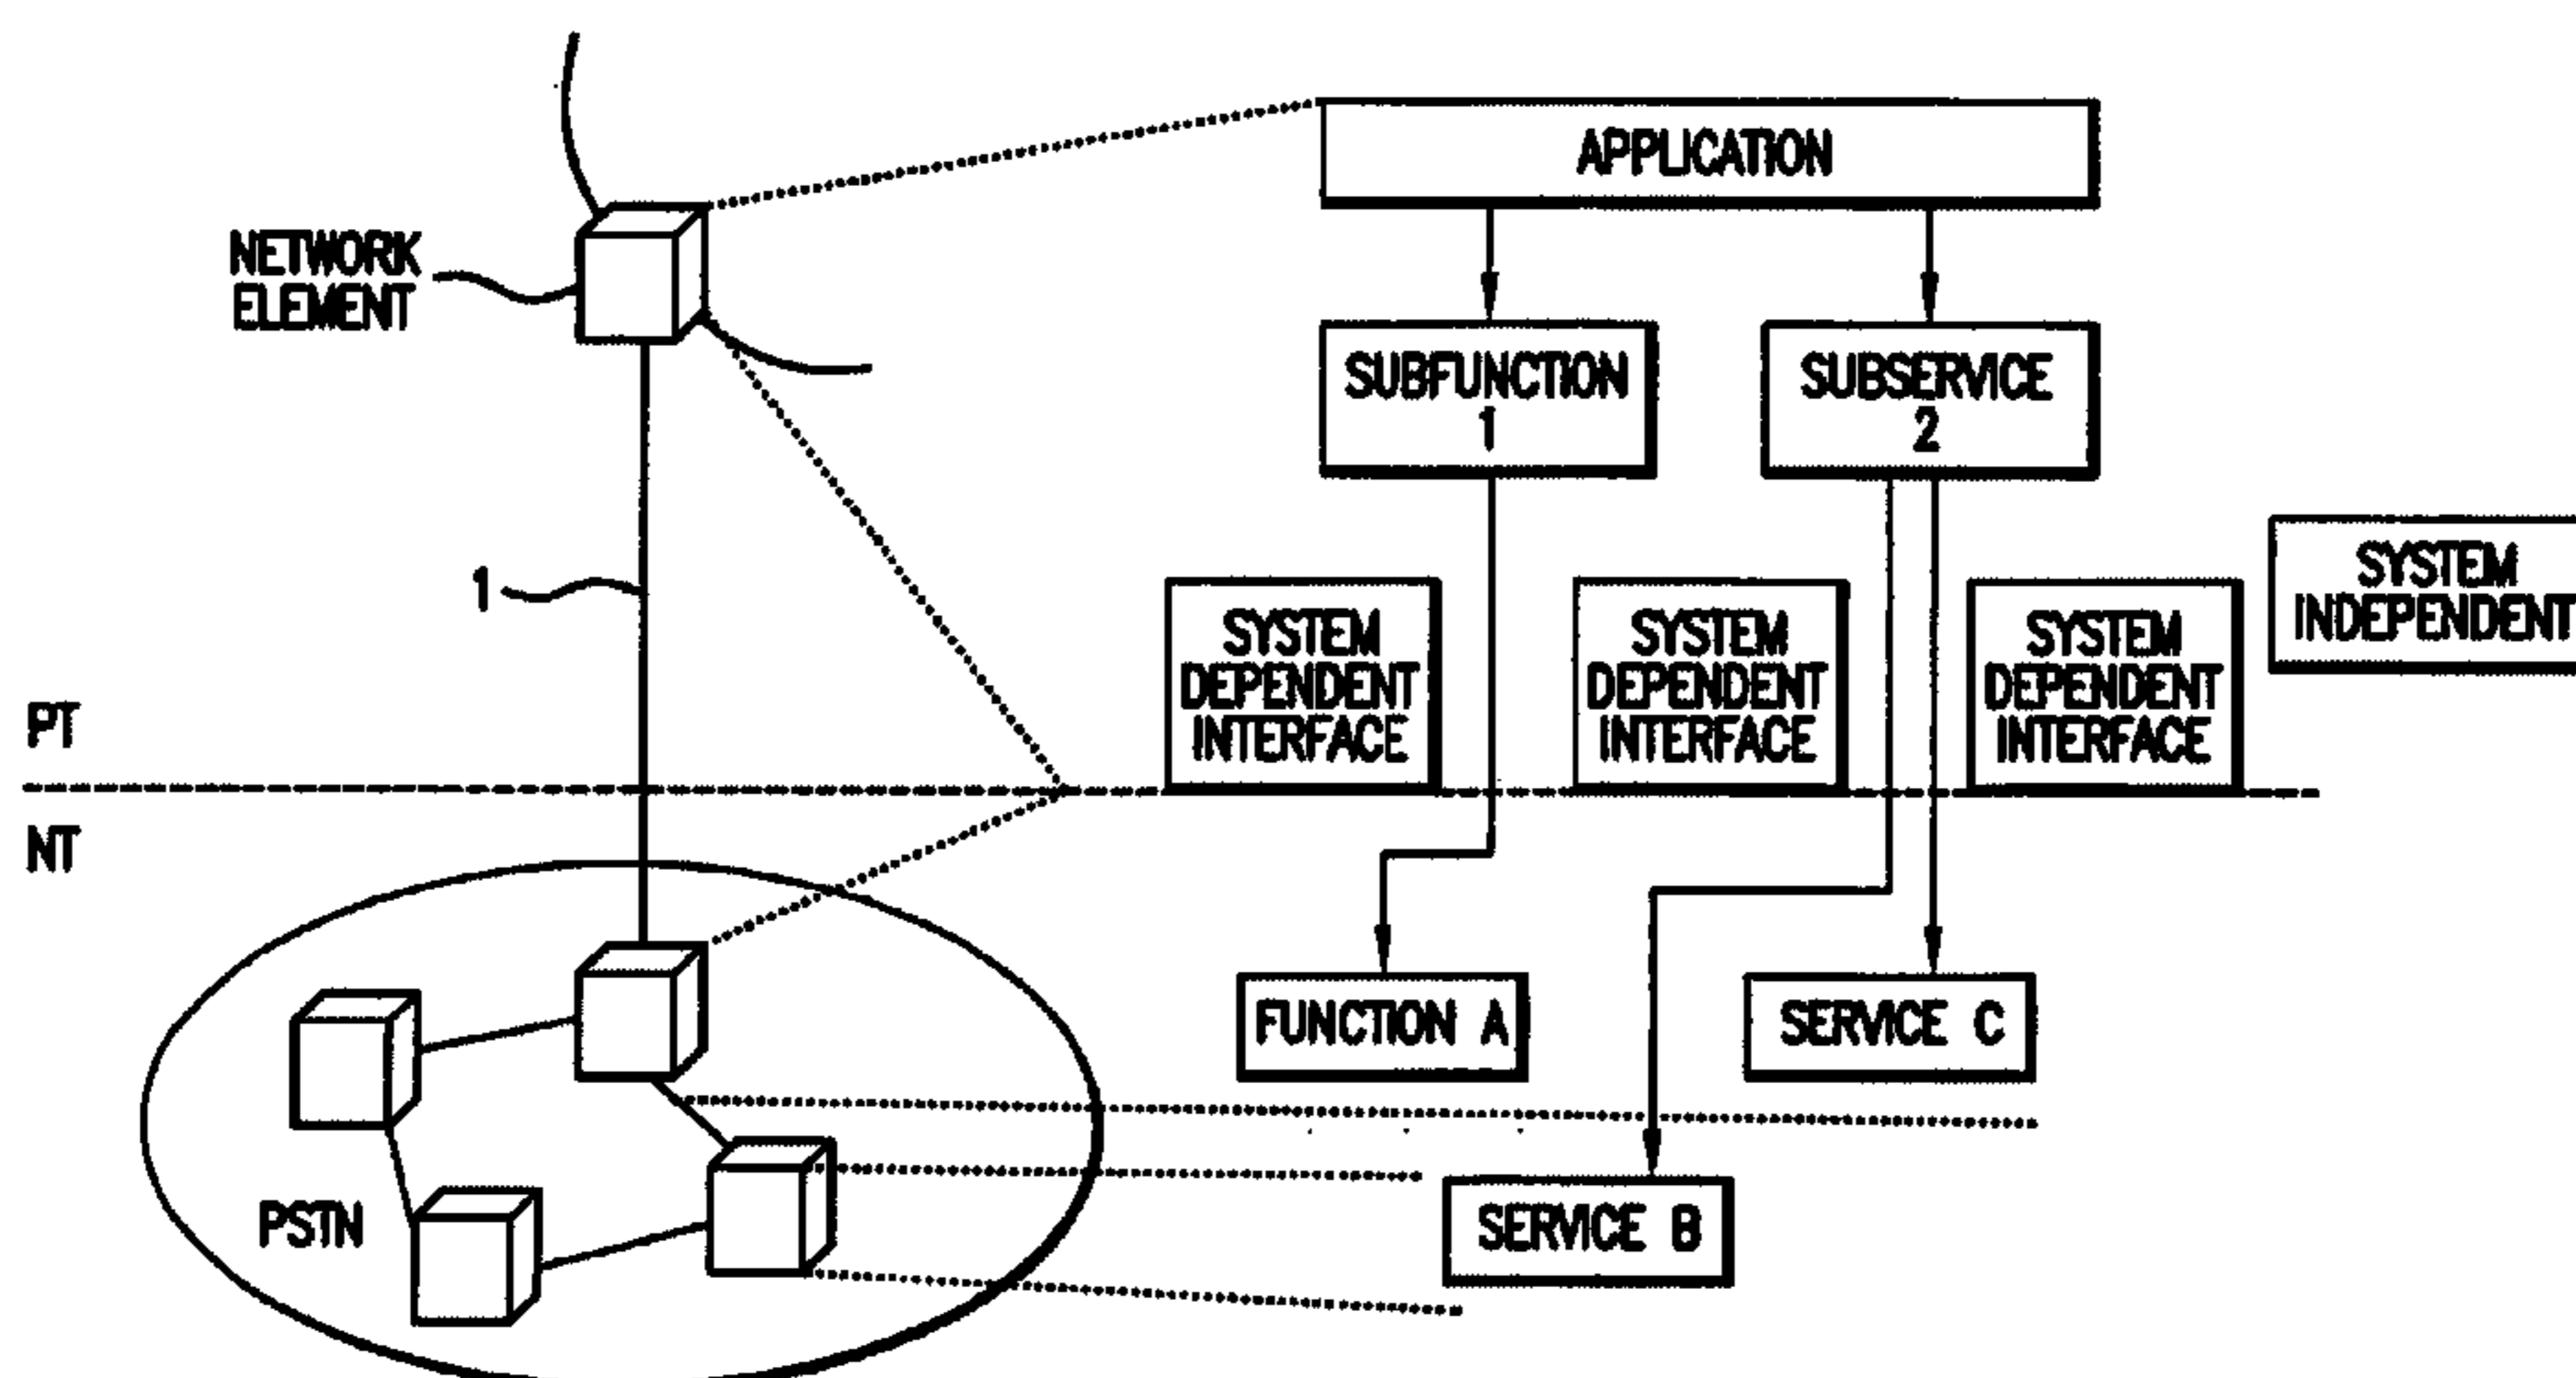 APPLICATION
NETWORK
ELEMENT
SUBFUNCTION
1
SUBSERVICE
2
1
SYSTEM
DEPENDENT
INTERFACE
SYSTEM
DEPENDENT
INTERFACE
SYSTEM
DEPENDENT
INTERFACE
SYSTEM
INDEPENDENT
PT
NT
FUNCTION A
SERVICE C
PSTN
SERVICE B